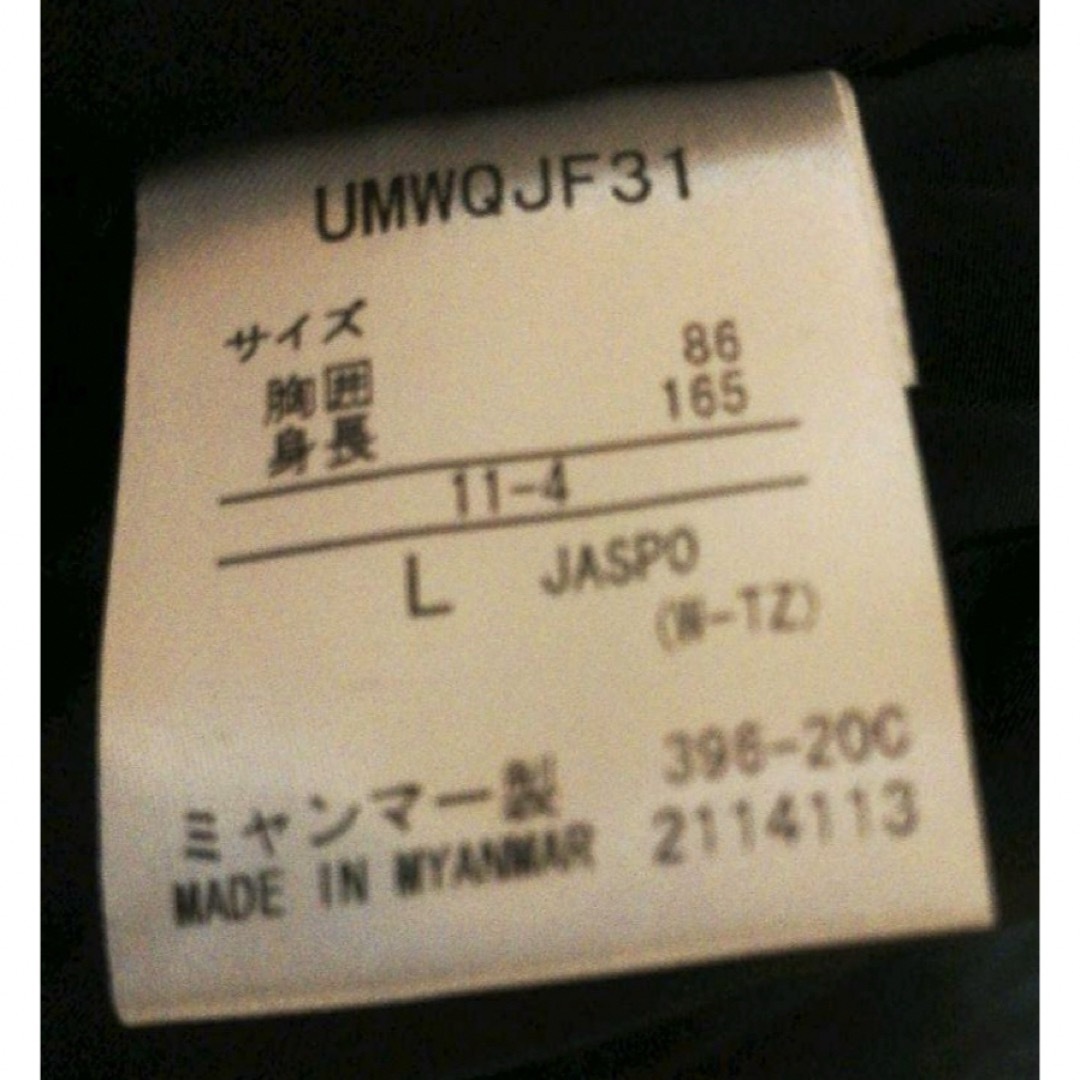 UMWQJF31
サイズ
胸囲 86
身長 165
11-4
L JASPO
(W-TZ)
ミャンマー製 396-20C
MADE IN MYANMAR 2114113